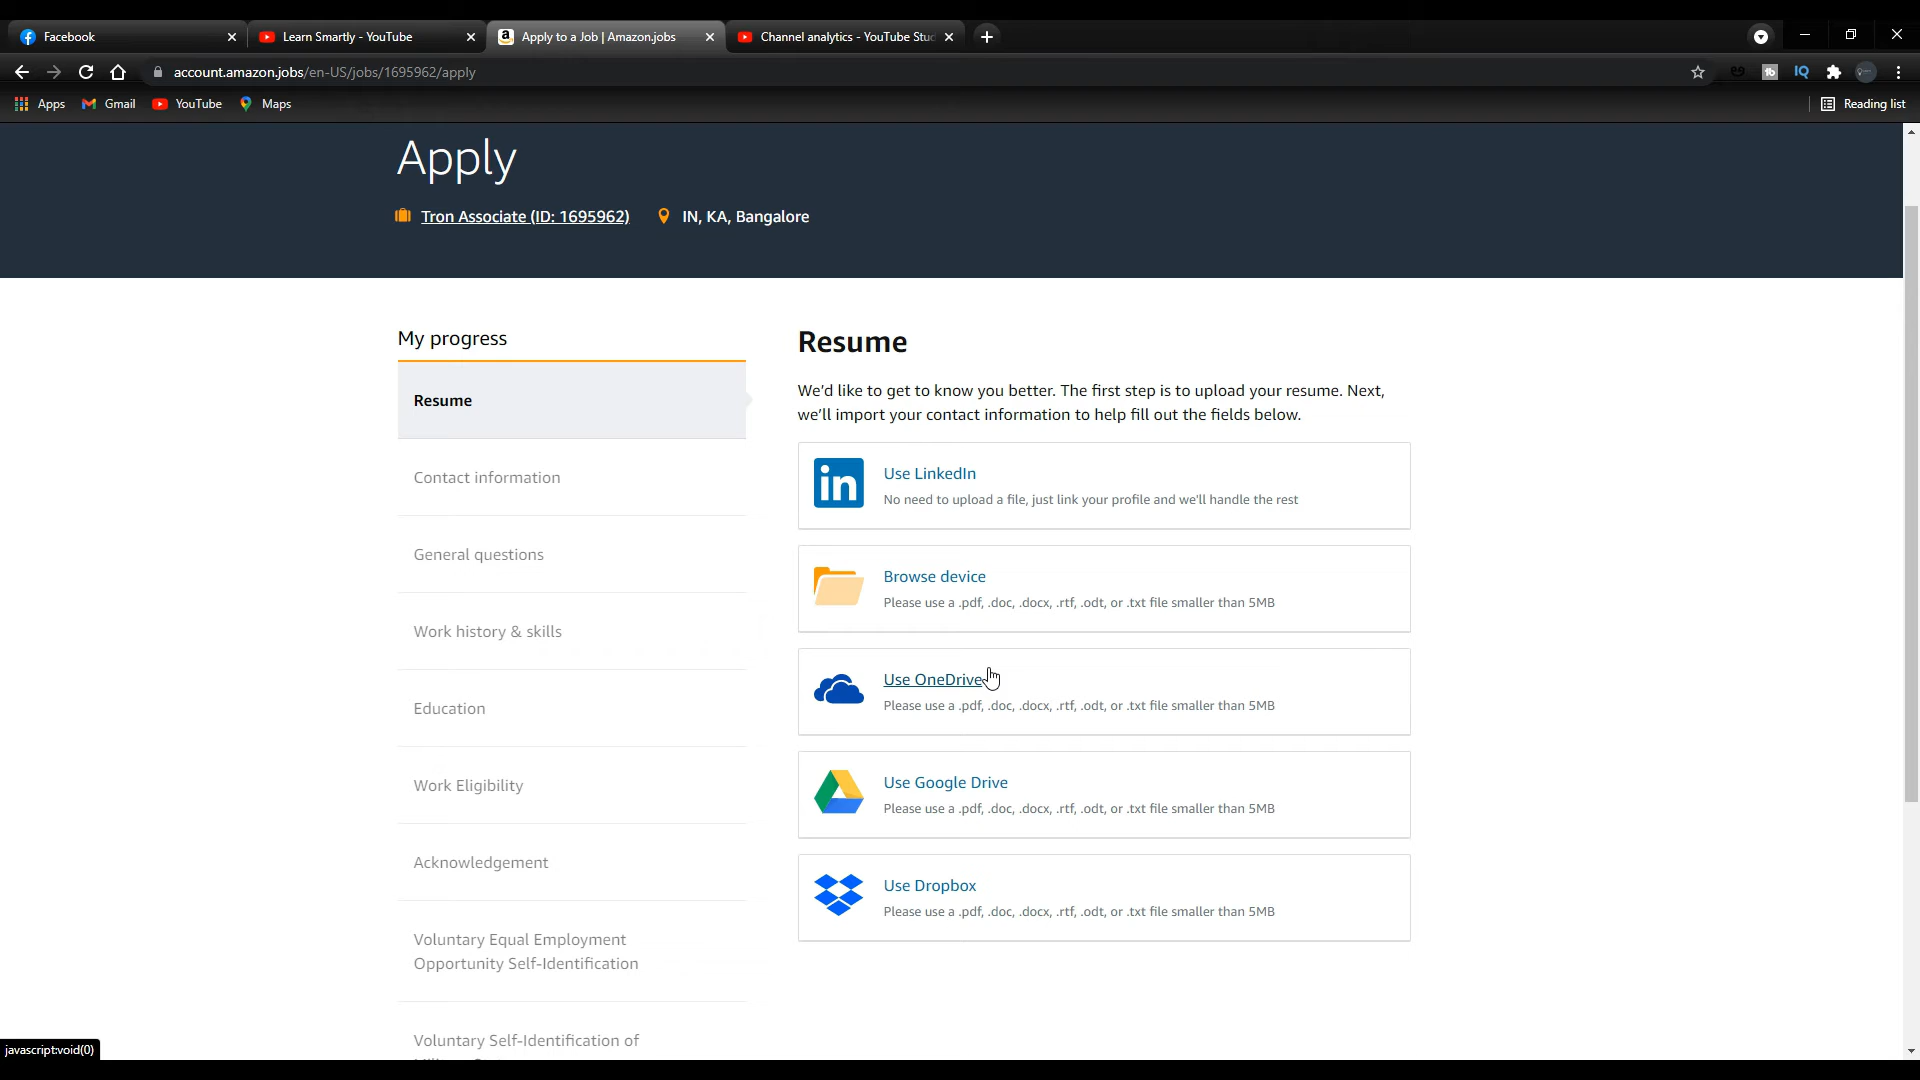 Facebook
Learn Smartly - YouTube
Apply to a Job | Amazon.jobs
Channel analytics - YouTube Stuc
account.amazon.jobs/en-US/jobs/1695962/apply
Apps
Gmail
YouTube
Maps
Reading list
Apply
Tron Associate (ID: 1695962)
IN, KA, Bangalore
My progress
Resume
Contact information
General questions
Work history & skills
Education
Work Eligibility
Acknowledgement
Voluntary Equal Employment
Opportunity Self-Identification
Voluntary Self-Identification of
Resume
We'd like to get to know you better. The first step is to upload your resume. Next,
we'll import your contact information to help fill out the fields below.
in
Use LinkedIn
No need to upload a file, just link your profile and we'll handle the rest
Browse device
Please use a .pdf, .doc, .docx, .rtf, .odt, or .txt file smaller than 5MB
Use OneDrive
Please use a .pdf, .doc, .docx, .rtf, .odt, or .txt file smaller than 5MB
Use Google Drive
Please use a .pdf, .doc, .docx, .rtf, .odt, or .txt file smaller than 5MB
Use Dropbox
Please use a .pdf, .doc, .docx, .rtf, .odt, or .txt file smaller than 5MB
javascript:void(0)